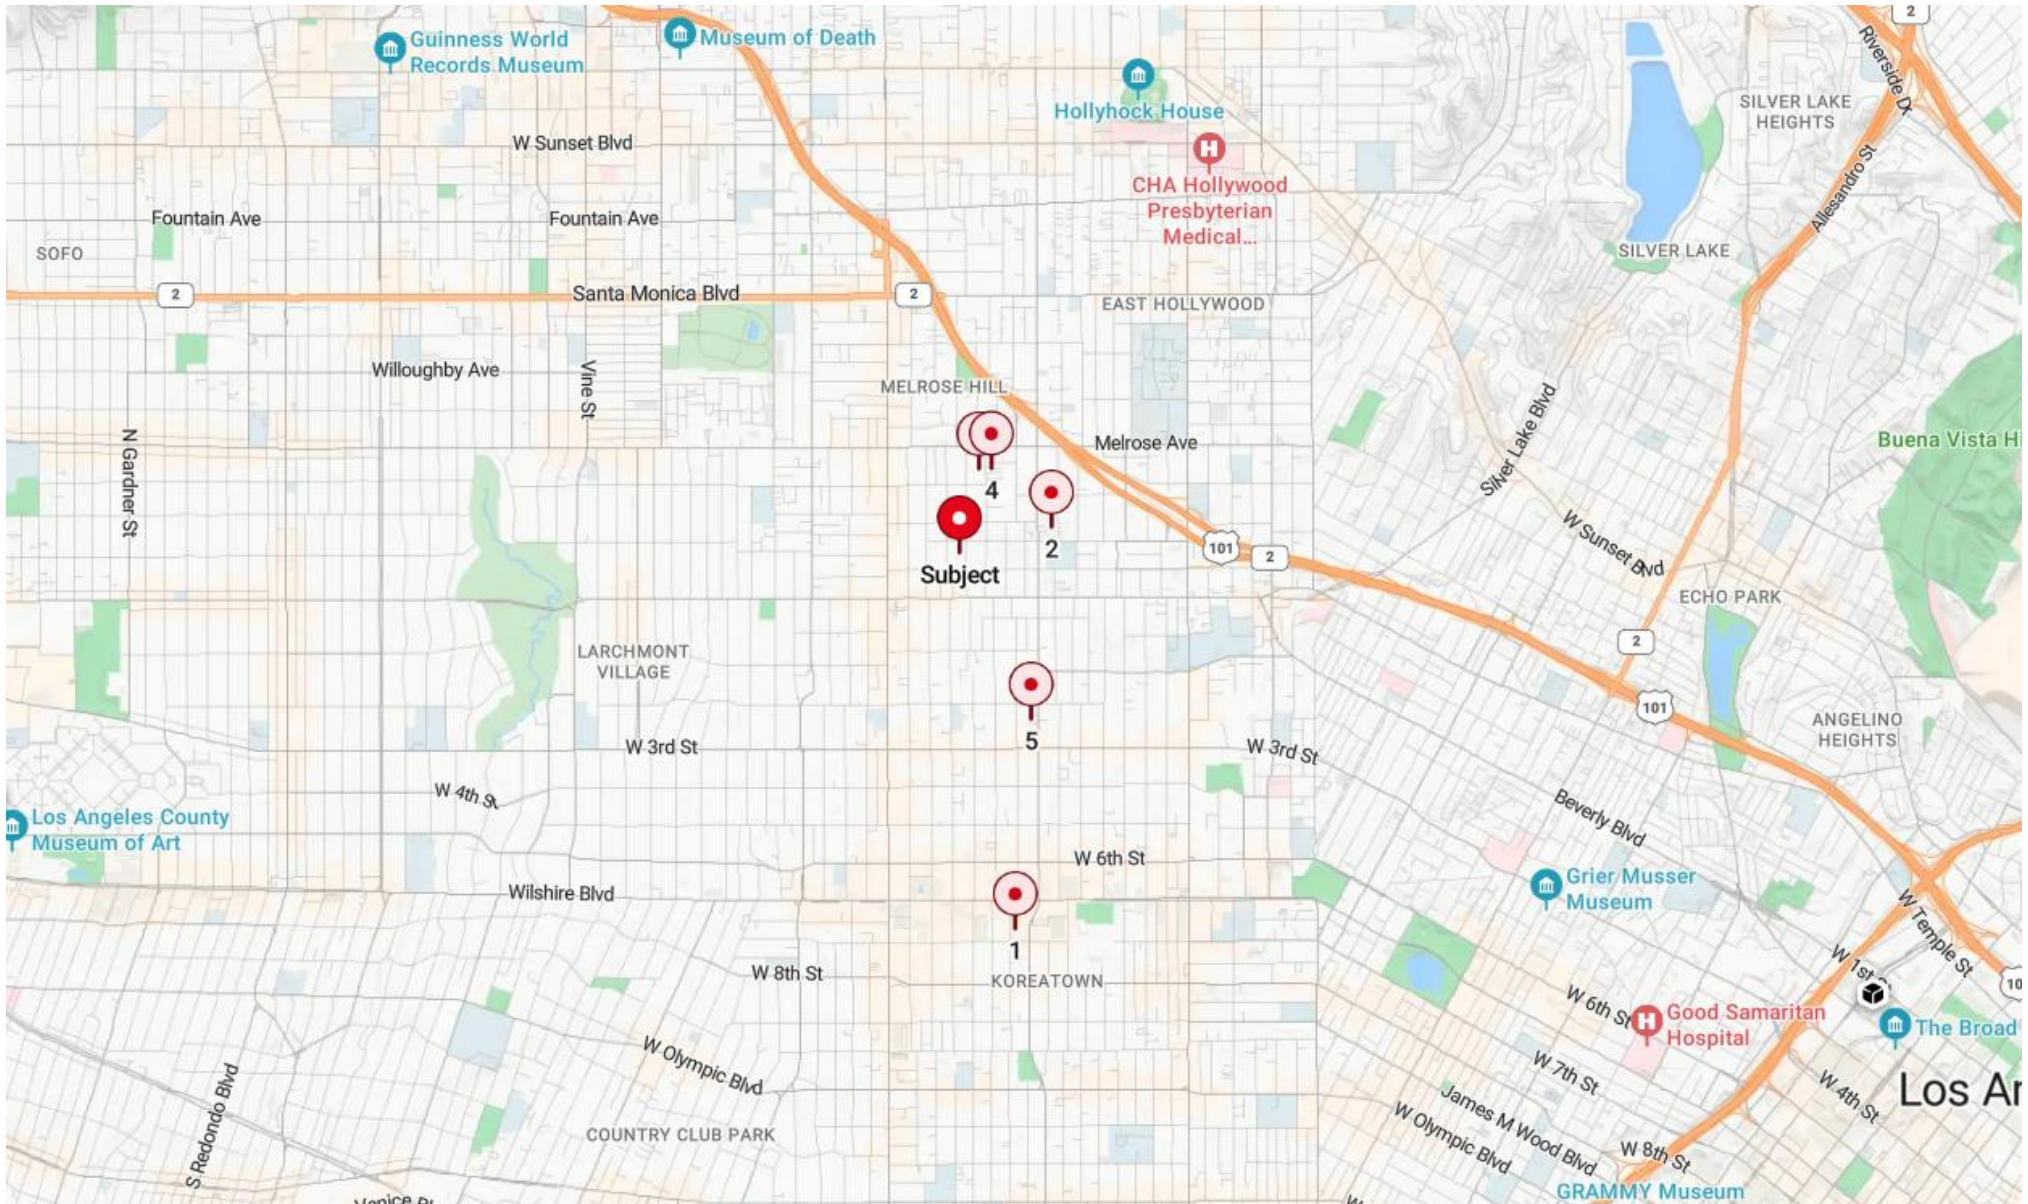 2
Guinness World
Records Museum
Museum of Death
Riverside Dr
Hollyhock House
SILVER LAKE
HEIGHTS
W Sunset Blvd
CHA Hollywood
Presbyterian
Medical...
Allesandro St
Fountain Ave
Fountain Ave
SOFO
SILVER LAKE
2
Santa Monica Blvd
2
EAST HOLLYWOOD
Willoughby Ave
Vine St
MELROSE HILL
Silver Lake Blvd
N Gardner St
Melrose Ave
Buena Vista Hi
4
2
Subject
101
2
W Sunset Blvd
ECHO PARK
2
LARCHMONT
VILLAGE
5
101
ANGELINO
HEIGHTS
W 3rd St
W 3rd St
W 4th St
Beverly Blvd
Los Angeles County
Museum of Art
W 6th St
Wilshire Blvd
Grier Musser
Museum
1
W Temple St
W 8th St
KOREATOWN
W 1st
10
W 6th St
Good Samaritan
Hospital
The Broad
W Olympic Blvd
W 7th St
Los An
S Redondo Blvd
James M Wood Blvd
W 4th St
W Olympic Blvd
COUNTRY CLUB PARK
W 8th St
GRAMMY Museum